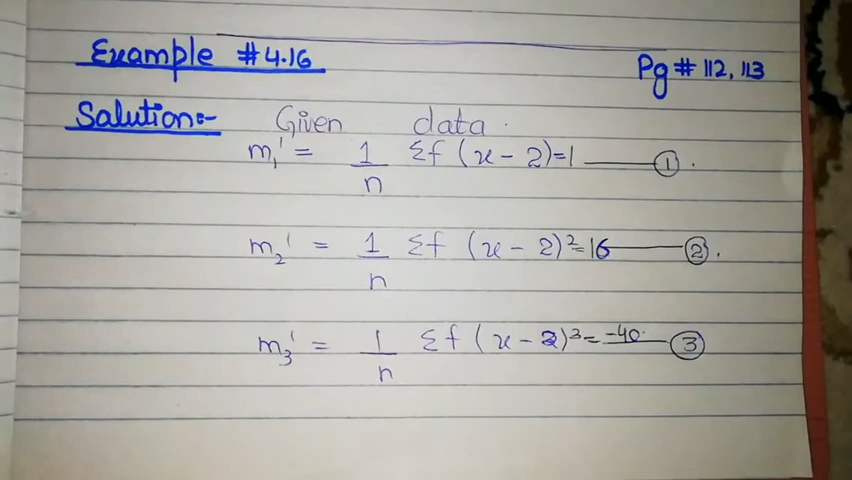 Example #4.16
Pg# 112, 113
Salution:-
Given data.
m₁' = 1/n Σf (x - 2)=1 ——— ①.
m₂' = 1/n Σf (x - 2)²=16 ——— ②.
m₃' = 1/n Σf (x - 2)³= -40. ——— ③